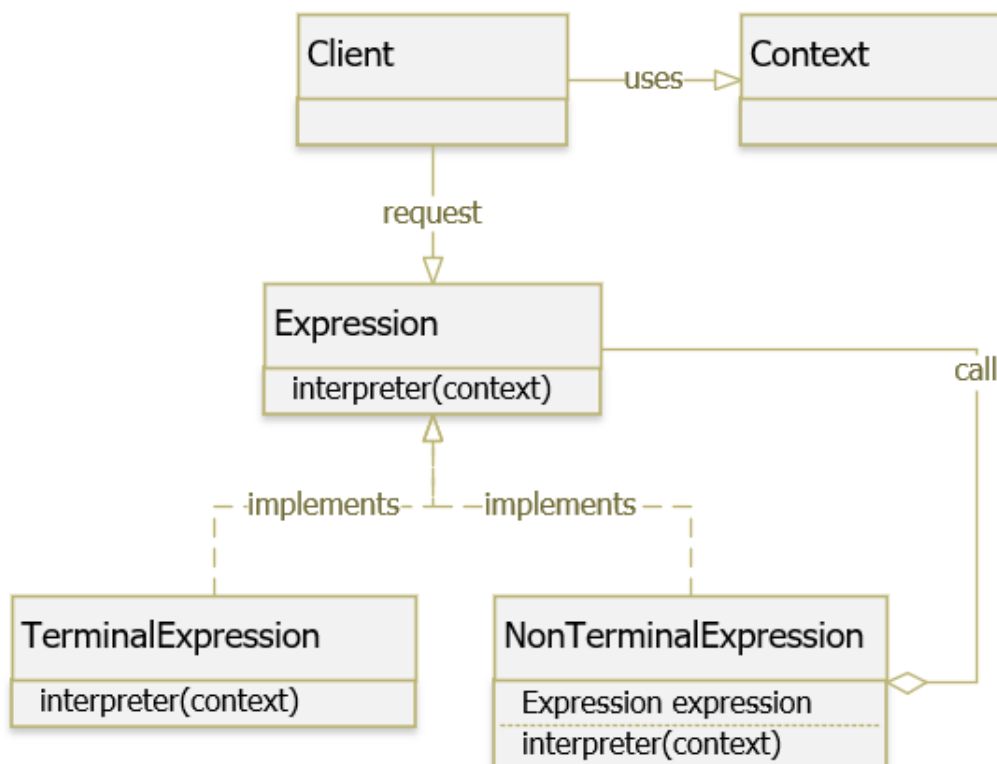 Client
Context
uses
request
Expression
interpreter(context)
call
implements
implements
TerminalExpression
interpreter(context)
NonTerminalExpression
Expression expression
interpreter(context)